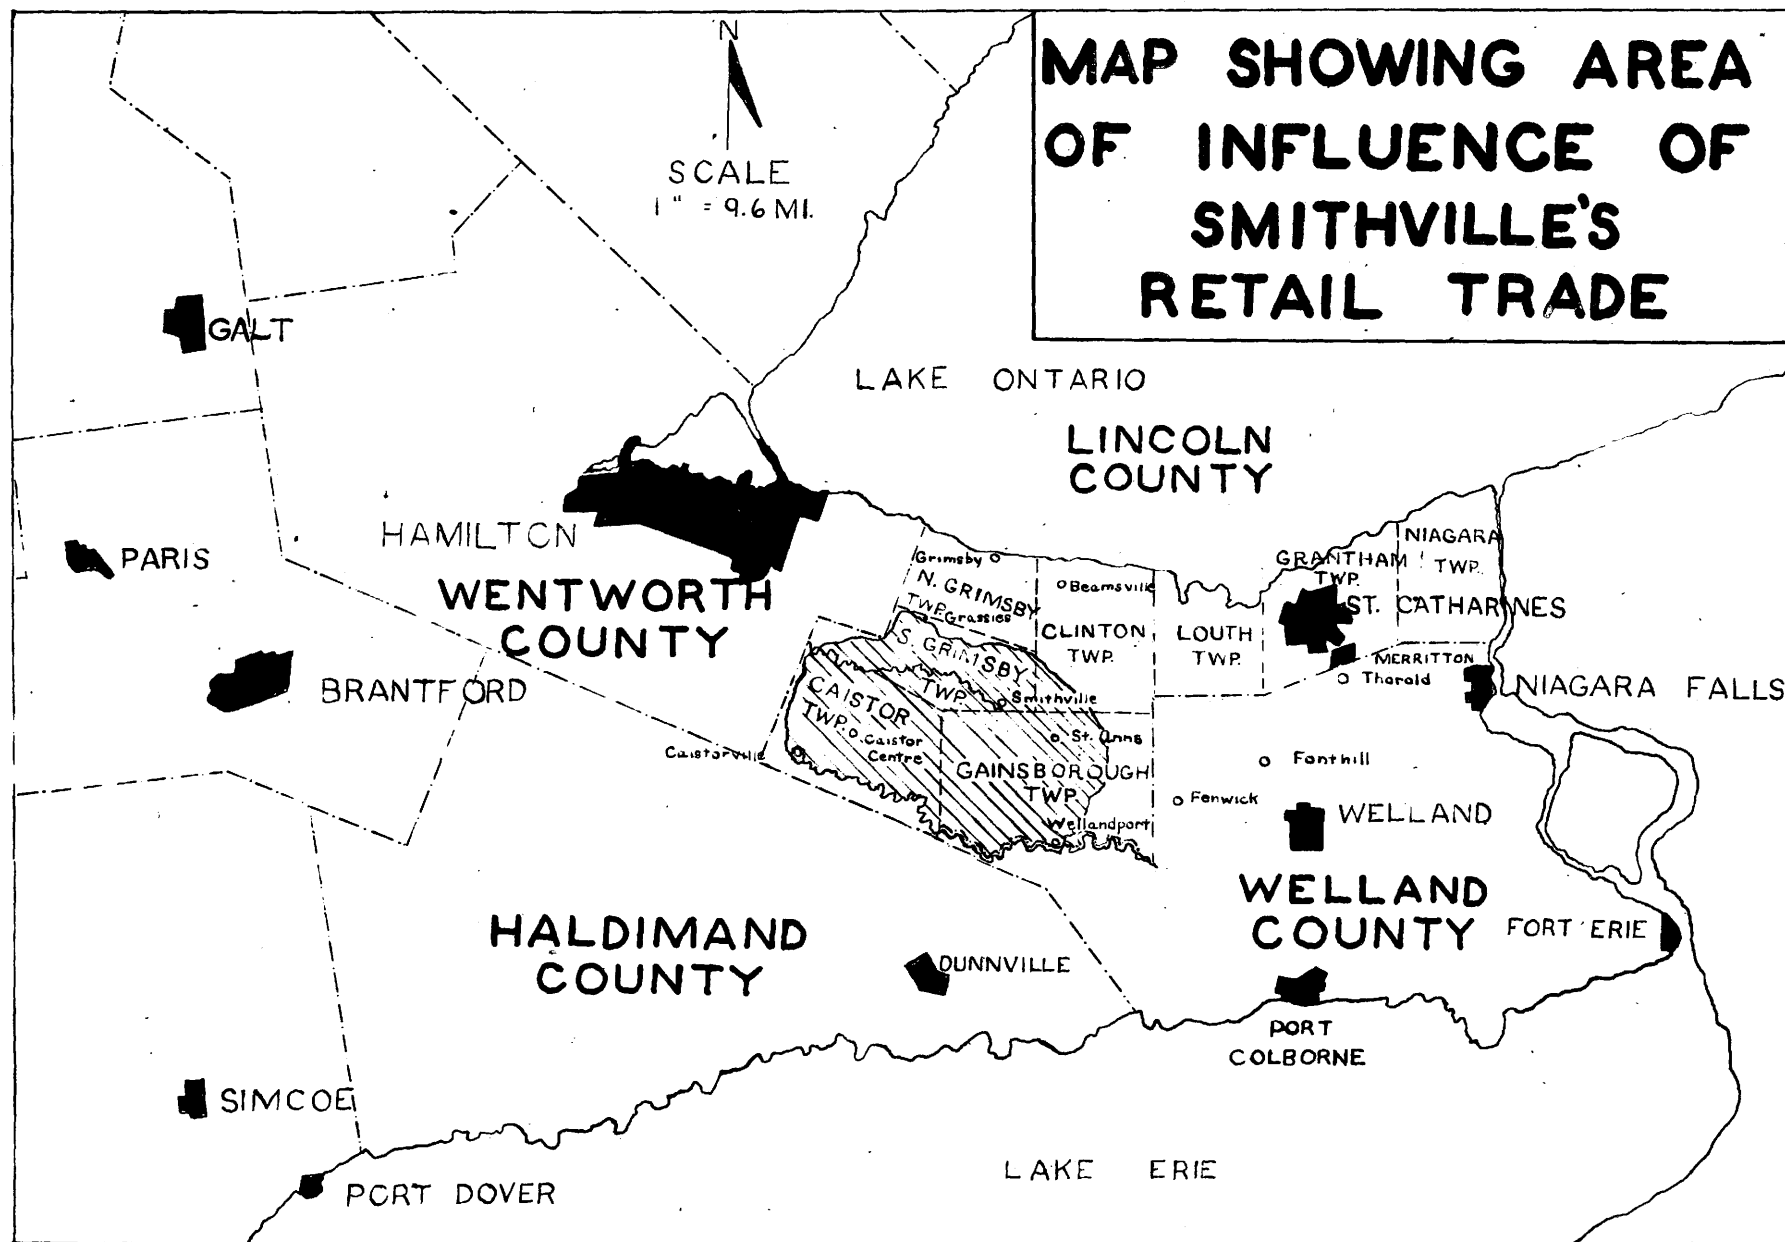 MAP SHOWING AREA
OF INFLUENCE OF
SMITHVILLE'S
RETAIL TRADE
N
SCALE
1" = 9.6 MI.
GALT
LAKE ONTARIO
LINCOLN
COUNTY
HAMILTON
PARIS
WENTWORTH
COUNTY
BRANTFORD
Grimsby
N. GRIMSBY
TWP.
Grassies
Beamsville
CLINTON
TWP.
LOUTH
TWP.
GRANTHAM
TWP.
NIAGARA
TWP.
ST. CATHARINES
MERRITTON
Thorold
NIAGARA FALLS
S. GRIMSBY
TWP.
Smithville
CAISTOR
TWP.
Caistor
Centre
Caistorville
St. Anns
GAINSBOROUGH
TWP.
Wellandport
Fonthill
Fenwick
WELLAND
WELLAND
COUNTY
FORT ERIE
HALDIMAND
COUNTY
DUNNVILLE
PORT
COLBORNE
SIMCOE
PORT DOVER
LAKE ERIE